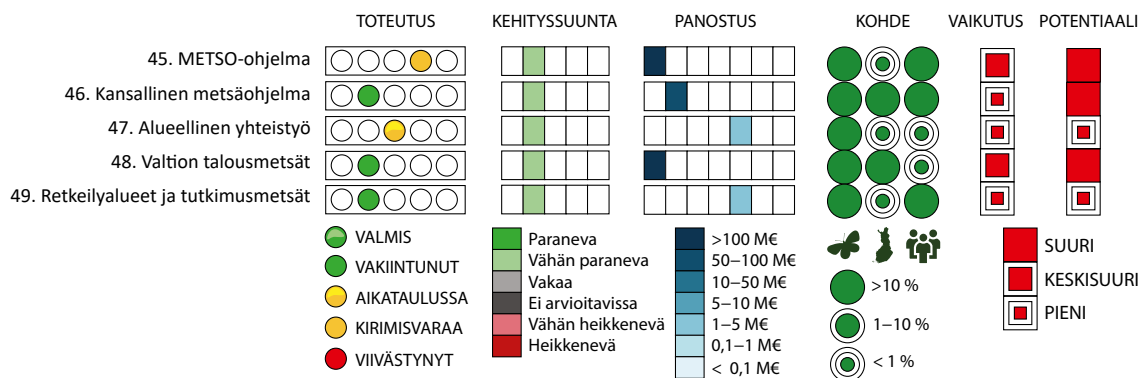 TOTEUTUS KEHITYSSUUNTA PANOSTUS KOHDE VAIKUTUS POTENTIAALI
45. METSO-ohjelma
46. Kansallinen metsäohjelma
47. Alueellinen yhteistyö
48. Valtion talousmetsät
49. Retkeilyalueet ja tutkimusmetsät
VALMIS
VAKIINTUNUT
AIKATAULUSSA
KIRIMISVARAA
VIIVÄSTYNYT
Paraneva
Vähän paraneva
Vakaa
Ei arvioitavissa
Vähän heikkenevä
Heikkenevä
>100 M€
50–100 M€
10–50 M€
5–10 M€
1–5 M€
0,1–1 M€
< 0,1 M€
>10 %
1–10 %
< 1 %
SUURI
KESKISUURI
PIENI